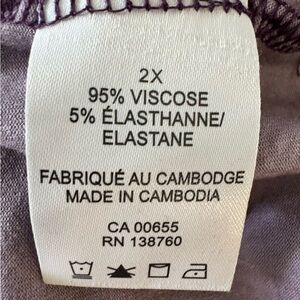 2X
95% VISCOSE
5% ÉLASTHANNE/
ELASTANE
FABRIQUÉ AU CAMBODGE
MADE IN CAMBODIA
CA 00655
RN 138760